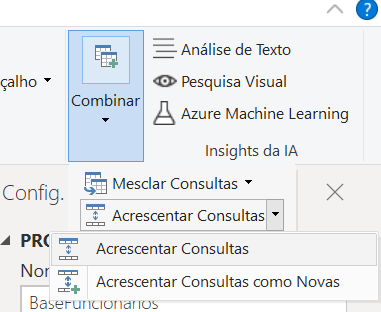 ?
Análise de Texto
çalho
Pesquisa Visual
Combinar
Azure Machine Learning
Insights da IA
Config.
Mesclar Consultas
Acrescentar Consultas
PRO
Acrescentar Consultas
Nor
Acrescentar Consultas como Novas
BaseFuncionários